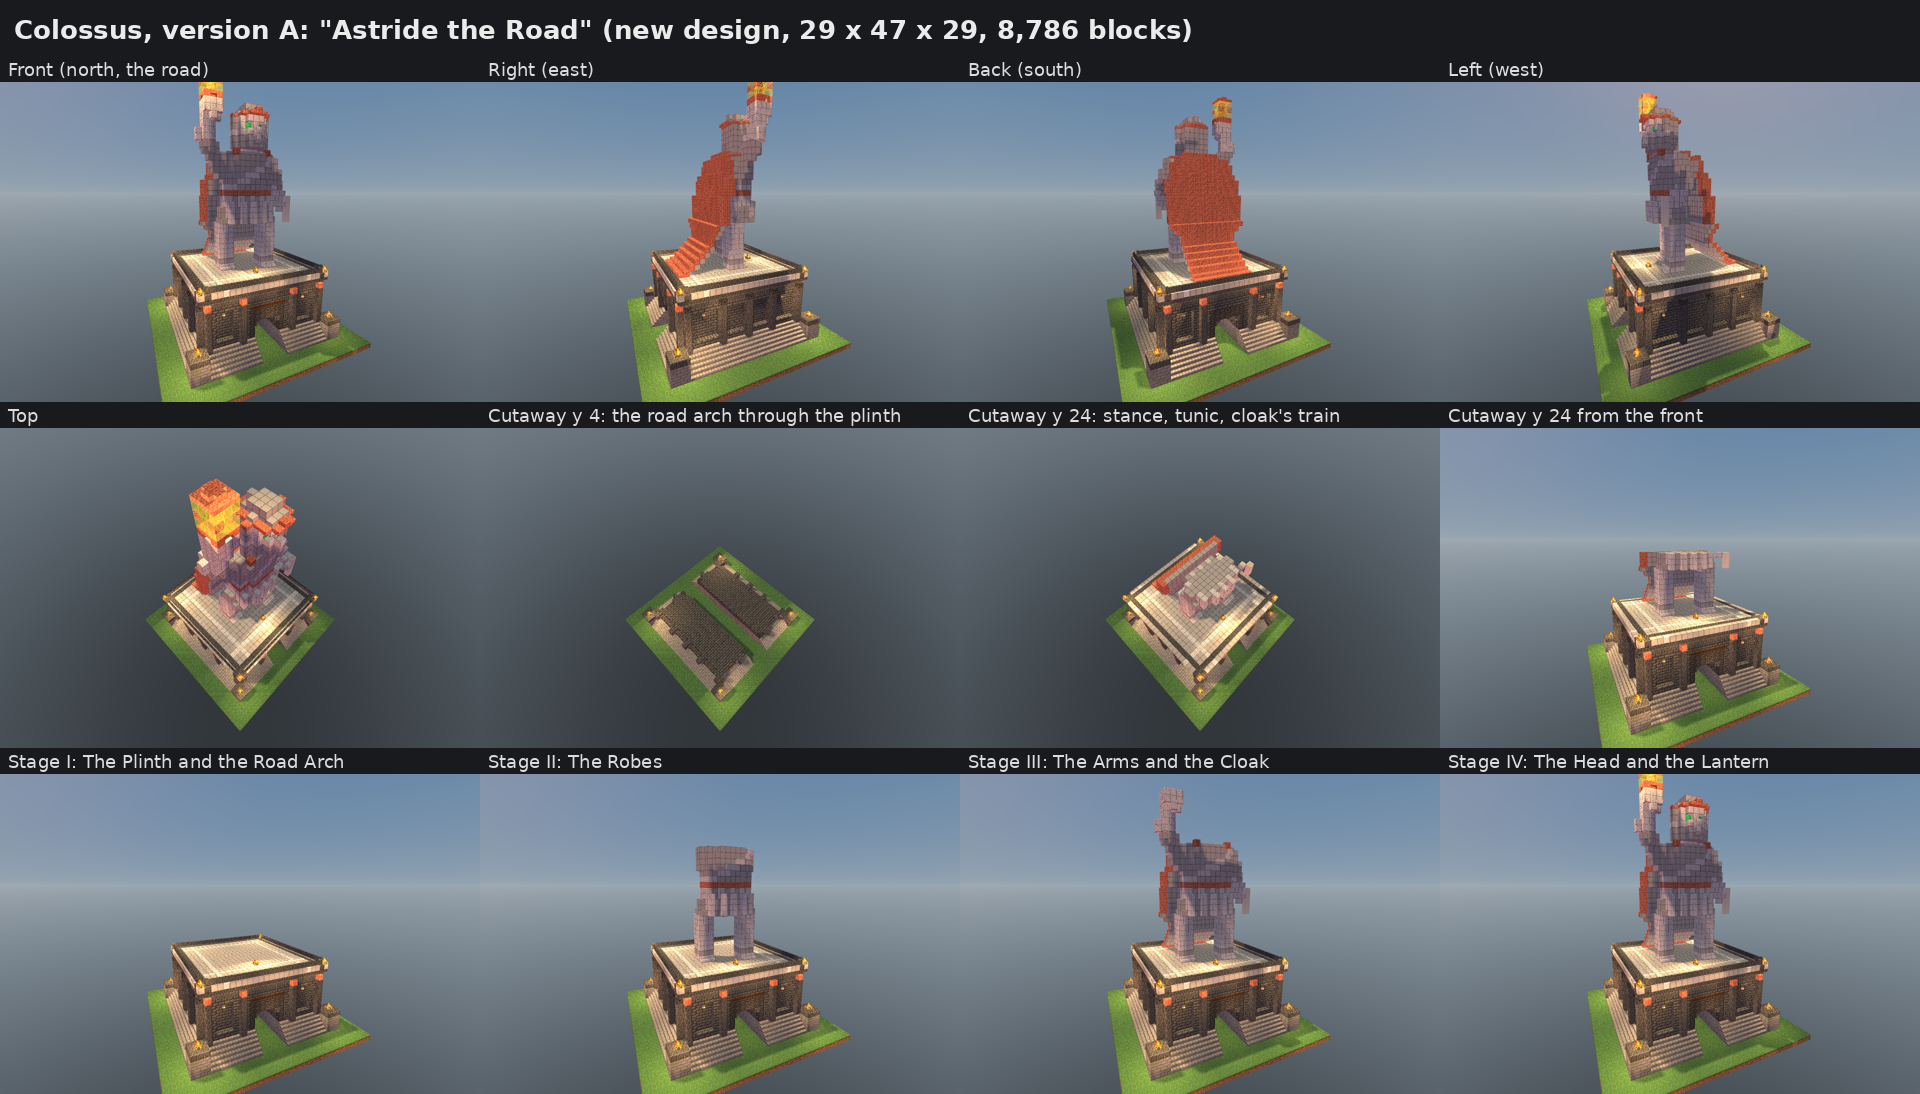 Colossus, version A: "Astride the Road" (new design, 29 x 47 x 29, 8,786 blocks)
Front (north, the road)
Right (east)
Back (south)
Left (west)
Top
Cutaway y 4: the road arch through the plinth
Cutaway y 24: stance, tunic, cloak's train
Cutaway y 24 from the front
Stage I: The Plinth and the Road Arch
Stage II: The Robes
Stage III: The Arms and the Cloak
Stage IV: The Head and the Lantern